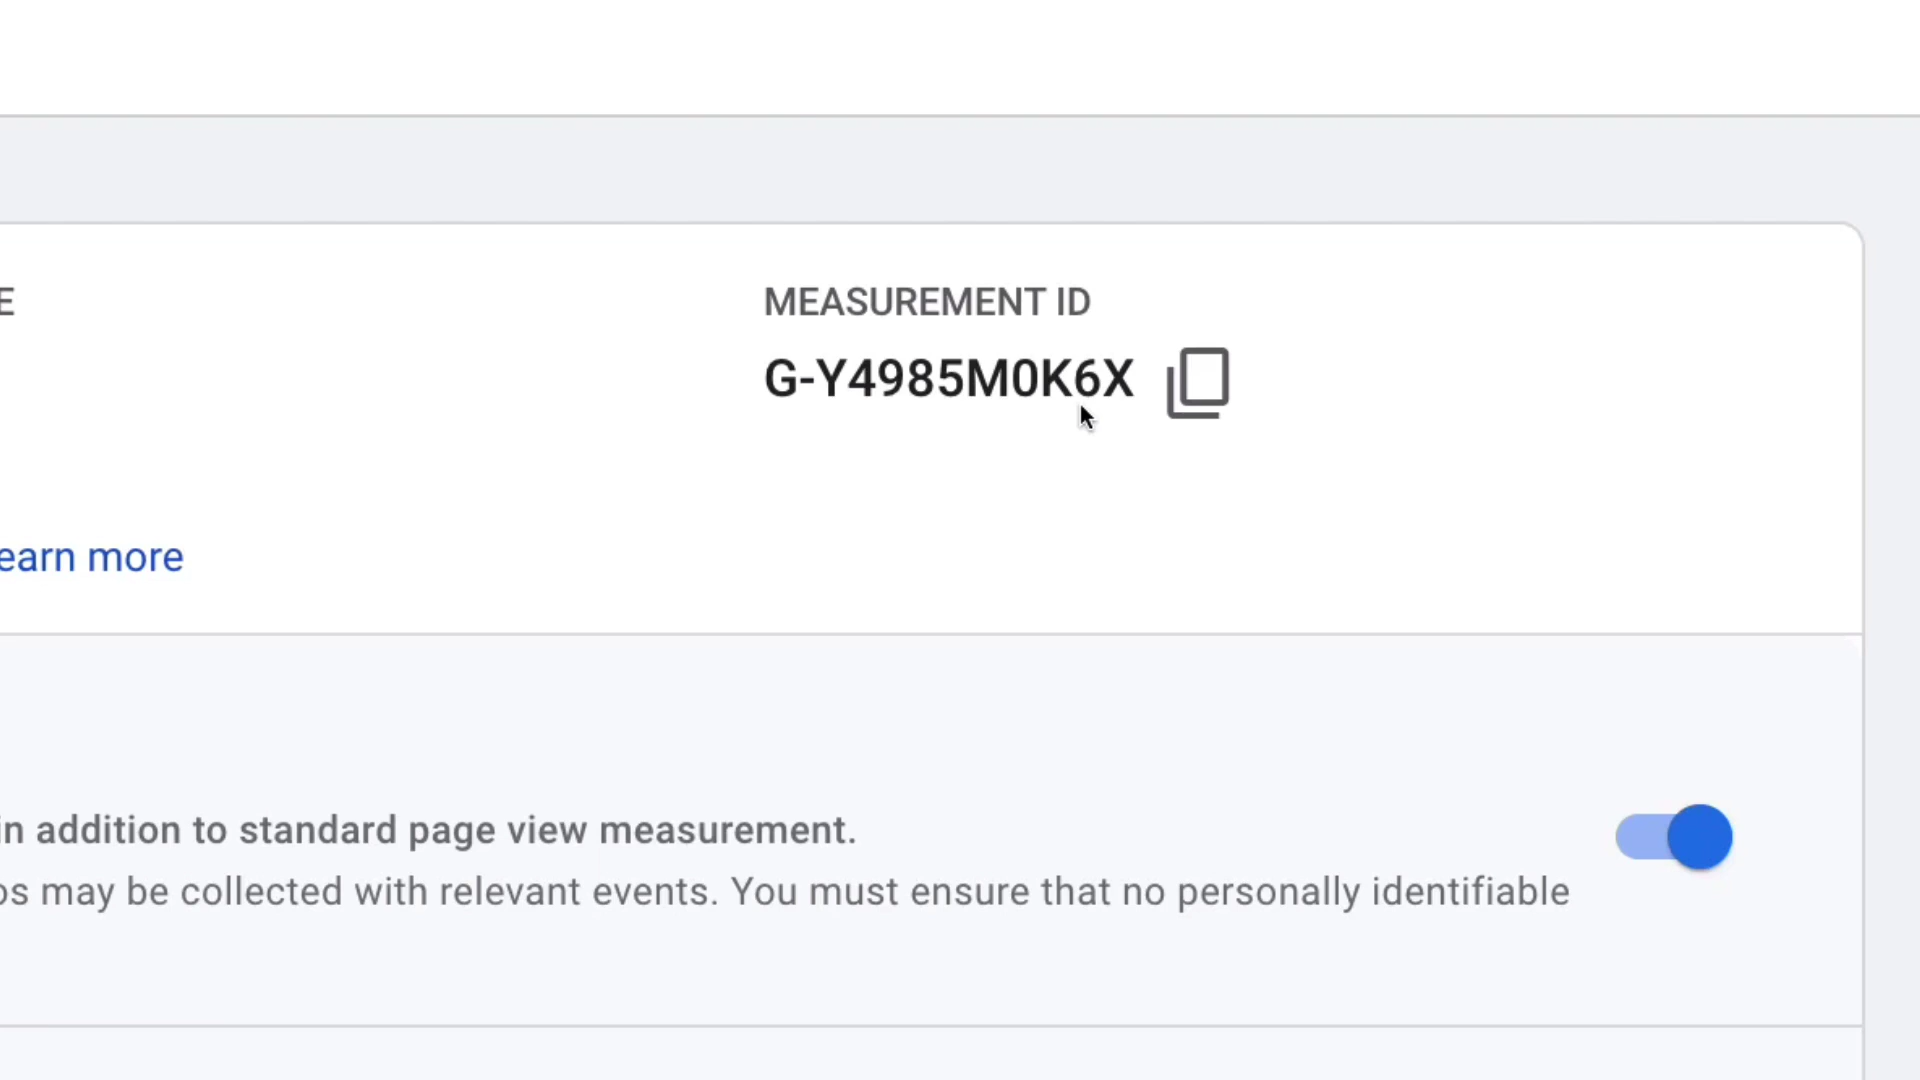 E
MEASUREMENT ID
G-Y4985M0K6X
earn more
in addition to standard page view measurement.
os may be collected with relevant events. You must ensure that no personally identifiable